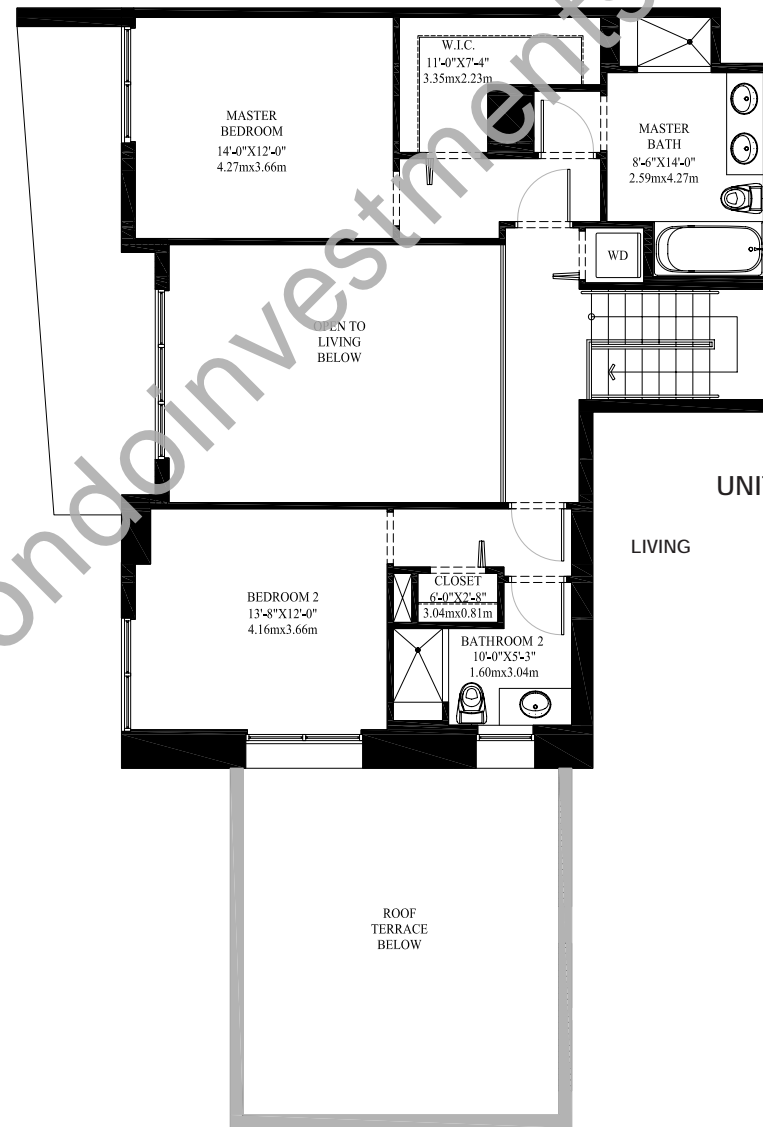 W.I.C.
11'-0"X7'-4"
3.35mx2.23m
MASTER
BEDROOM
14'-0"X12'-0"
4.27mx3.66m
MASTER
BATH
8'-6"X14'-0"
2.59mx4.27m
WD
OPEN TO
LIVING
BELOW
UNIT
LIVING
BEDROOM 2
13'-8"X12'-0"
4.16mx3.66m
CLOSET
6'-0"X2'-8"
3.04mx0.81m
BATHROOM 2
10'-0"X5'-3"
1.60mx3.04m
ROOF
TERRACE
BELOW
ondoinvestments